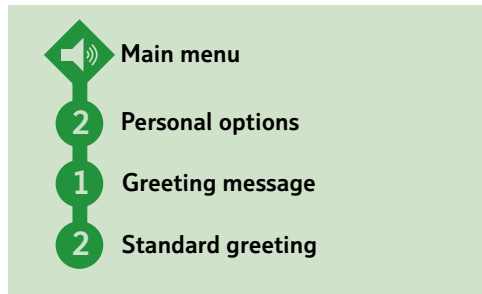 Main menu
2 Personal options
1 Greeting message
2 Standard greeting